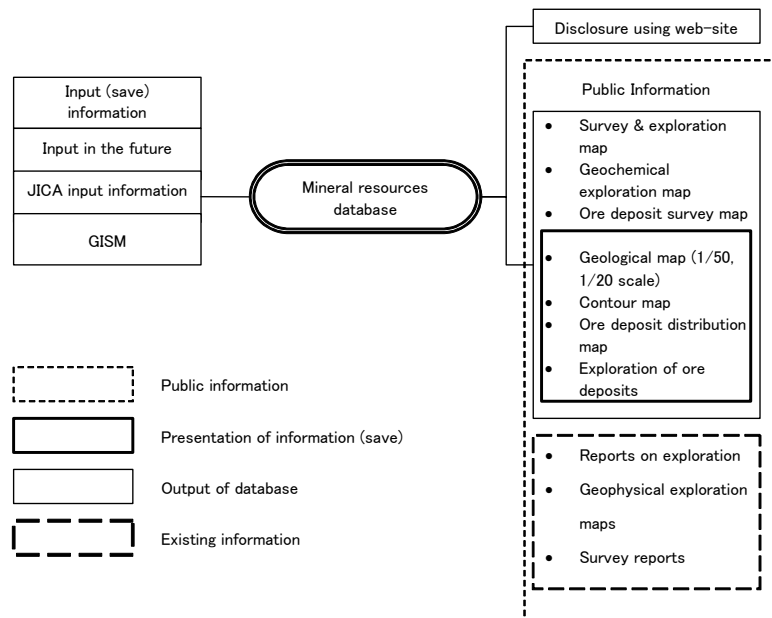 Disclosure using web-site
Input (save)
information
Input in the future
JICA input information
GISM
Mineral resources
database
Public Information
• Survey & exploration
map
• Geochemical
exploration map
• Ore deposit survey map
• Geological map (1/50,
1/20 scale)
• Contour map
• Ore deposit distribution
map
• Exploration of ore
deposits
• Reports on exploration
• Geophysical exploration
maps
• Survey reports
Public information
Presentation of information (save)
Output of database
Existing information